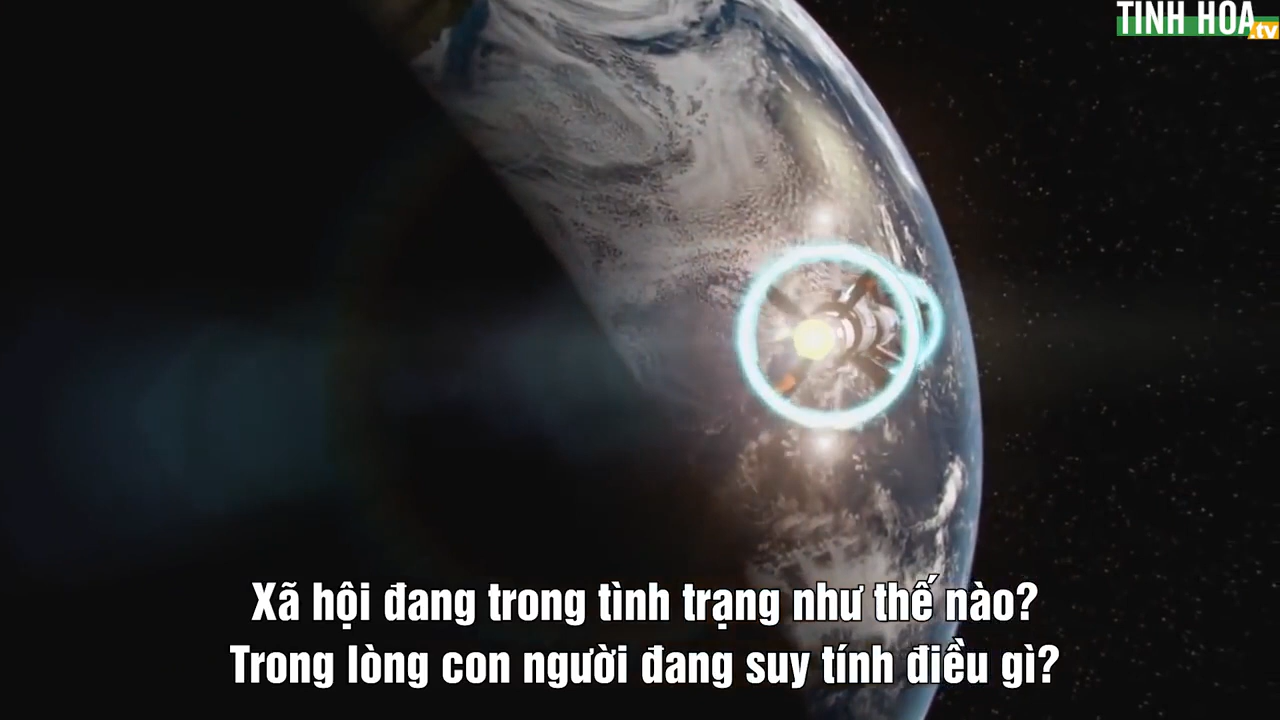 TINH HOA
.tv
Xã hội đang trong tình trạng như thế nào?
Trong lòng con người đang suy tính điều gì?